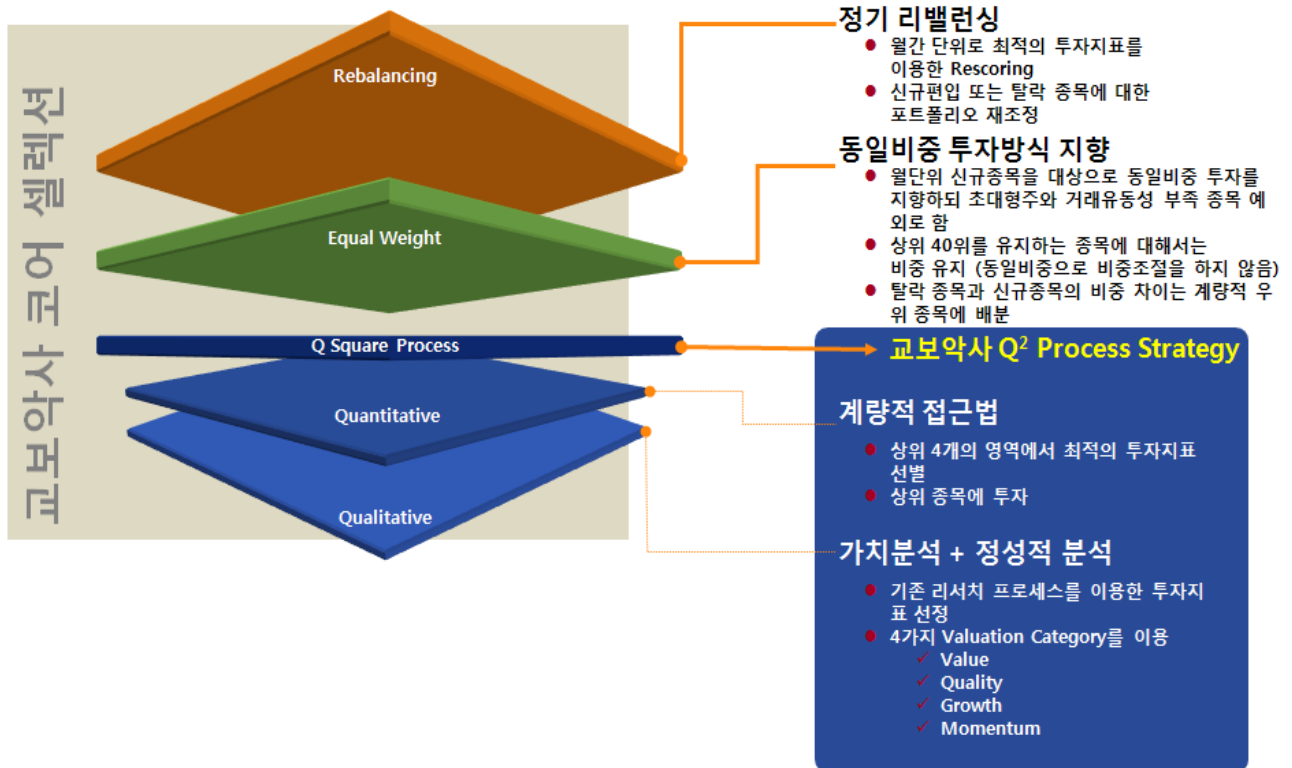 교보악사 코어 셀렉션
Rebalancing
Equal Weight
Q Square Process
Quantitative
Qualitative
정기 리밸런싱
월간 단위로 최적의 투자지표를
이용한 Rescoring
신규편입 또는 탈락 종목에 대한
포트폴리오 재조정
동일비중 투자방식 지향
월단위 신규종목을 대상으로 동일비중 투자를
지향하되 초대형주와 거래유동성 부족 종목 예
외로 함
상위 40위를 유지하는 종목에 대해서는
비중 유지 (동일비중으로 비중조절을 하지 않음)
탈락 종목과 신규종목의 비중 차이는 계량적 우
위 종목에 배분
교보악사 Q² Process Strategy
계량적 접근법
상위 4개의 영역에서 최적의 투자지표
선별
상위 종목에 투자
가치분석 + 정성적 분석
기존 리서치 프로세스를 이용한 투자지
표 선정
4가지 Valuation Category를 이용
Value
Quality
Growth
Momentum